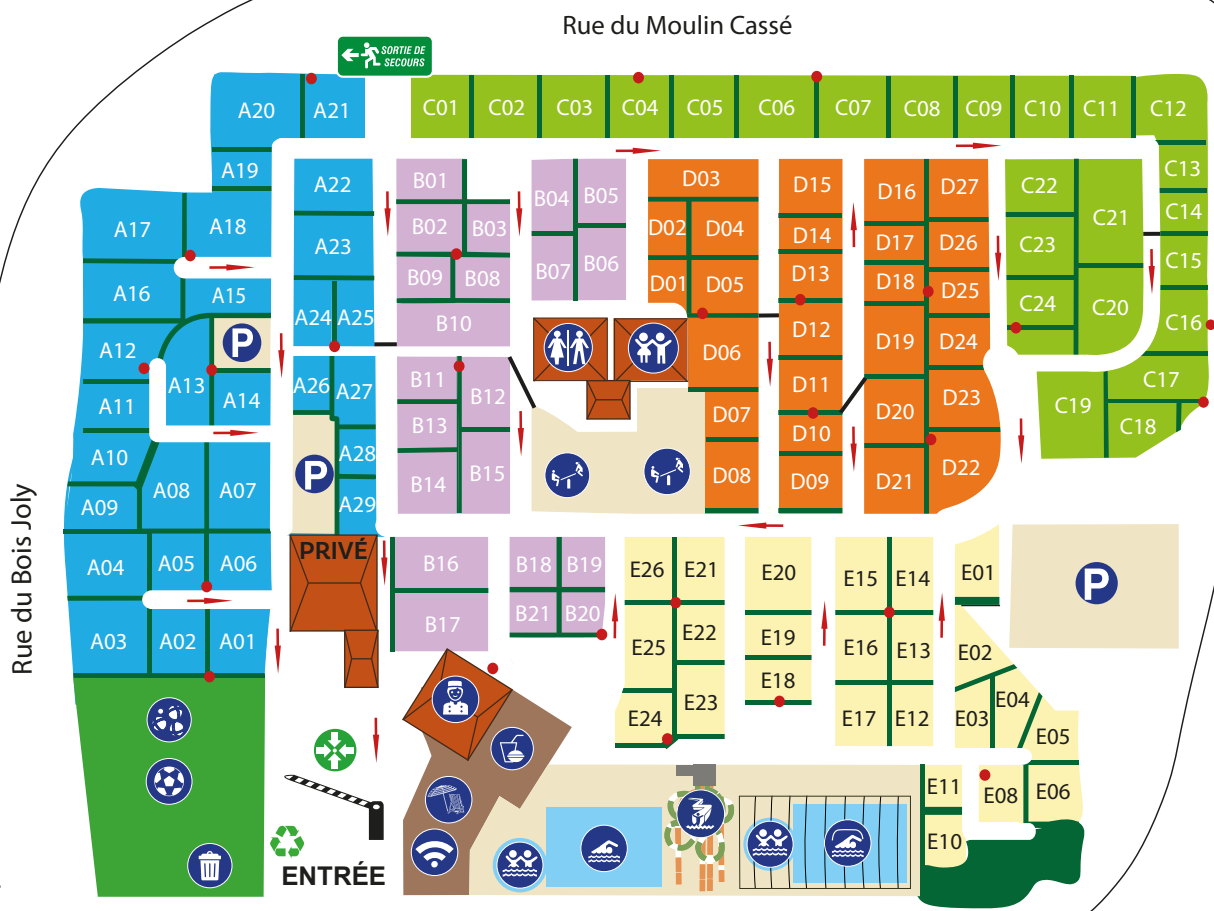 Rue du Moulin Cassé
SORTIE DE
SECOURS
A20
A21
C01
C02
C03
C04
C05
C06
C07
C08
C09
C10
C11
C12
A19
A22
B01
B04
B05
D03
D15
D16
D27
C22
C21
C13
C14
A17
A18
A23
B02
B03
D02
D04
D14
D17
D26
C23
C15
A16
A15
B09
B08
B07
B06
D01
D05
D13
D18
D25
C24
C20
C16
A24
A25
B10
A12
P
D12
D06
D19
D24
A13
A14
A26
A27
B11
B12
D11
C17
A11
B13
D07
D10
D20
D23
C19
C18
A10
A08
A07
P
A28
B14
B15
D08
D09
D21
D22
A09
A29
Rue du Bois Joly
A04
A05
A06
PRIVÉ
B16
B18
B19
E26
E21
E20
E15
E14
E01
P
A03
A02
A01
B17
B21
B20
E25
E22
E19
E16
E13
E02
E18
E24
E23
E17
E12
E03
E04
E05
E11
E08
E06
E10
ENTRÉE